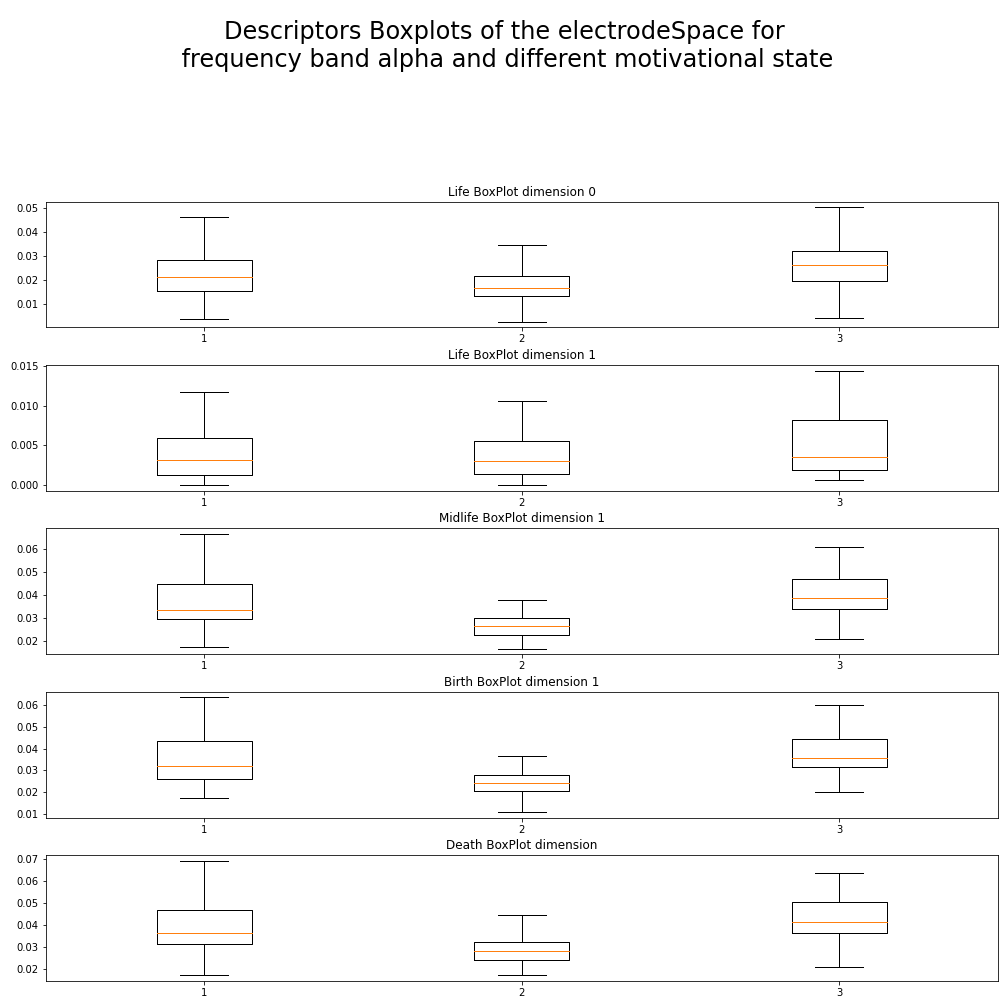 Descriptors Boxplots of the electrodeSpace for
frequency band alpha and different motivational state
Life BoxPlot dimension 0
0.05
0.04
0.03
0.02
0.01
1 2 3
Life BoxPlot dimension 1
0.015
0.010
0.005
0.000
1 2 3
Midlife BoxPlot dimension 1
0.06
0.05
0.04
0.03
0.02
1 2 3
Birth BoxPlot dimension 1
0.06
0.05
0.04
0.03
0.02
0.01
1 2 3
Death BoxPlot dimension
0.07
0.06
0.05
0.04
0.03
0.02
1 2 3